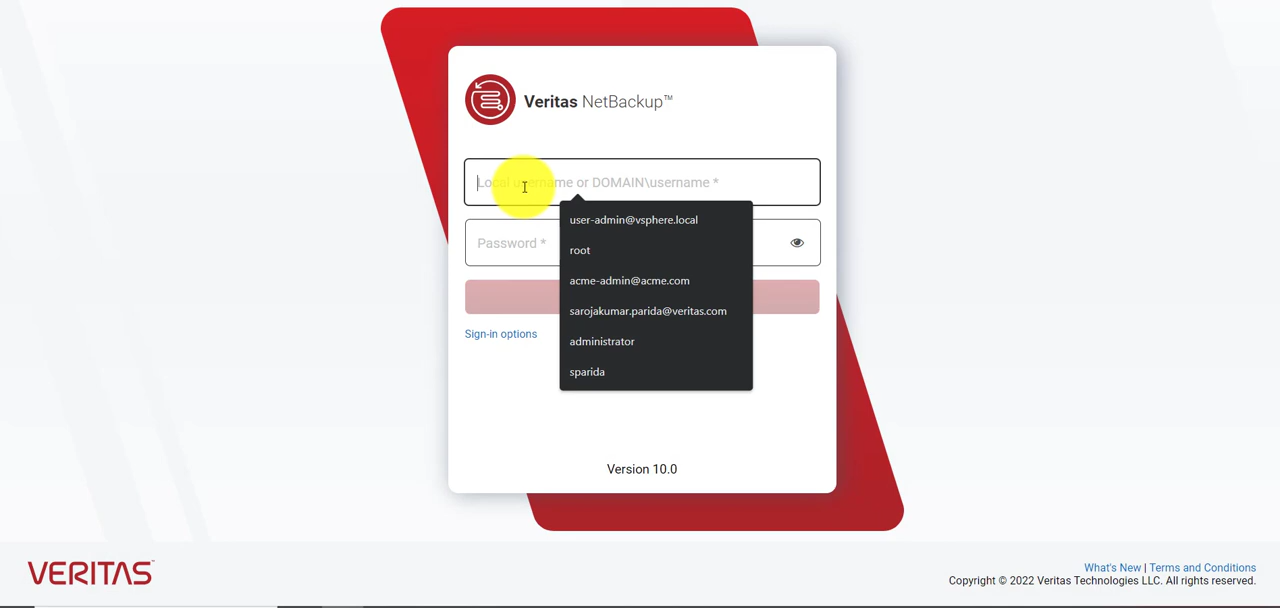 Veritas NetBackup™
Local username or DOMAIN\username *
user-admin@vsphere.local
Password *
root
acme-admin@acme.com
sarojakumar.parida@veritas.com
Sign-in options
administrator
sparida
Version 10.0
VERITAS
What's New | Terms and Conditions
Copyright © 2022 Veritas Technologies LLC. All rights reserved.